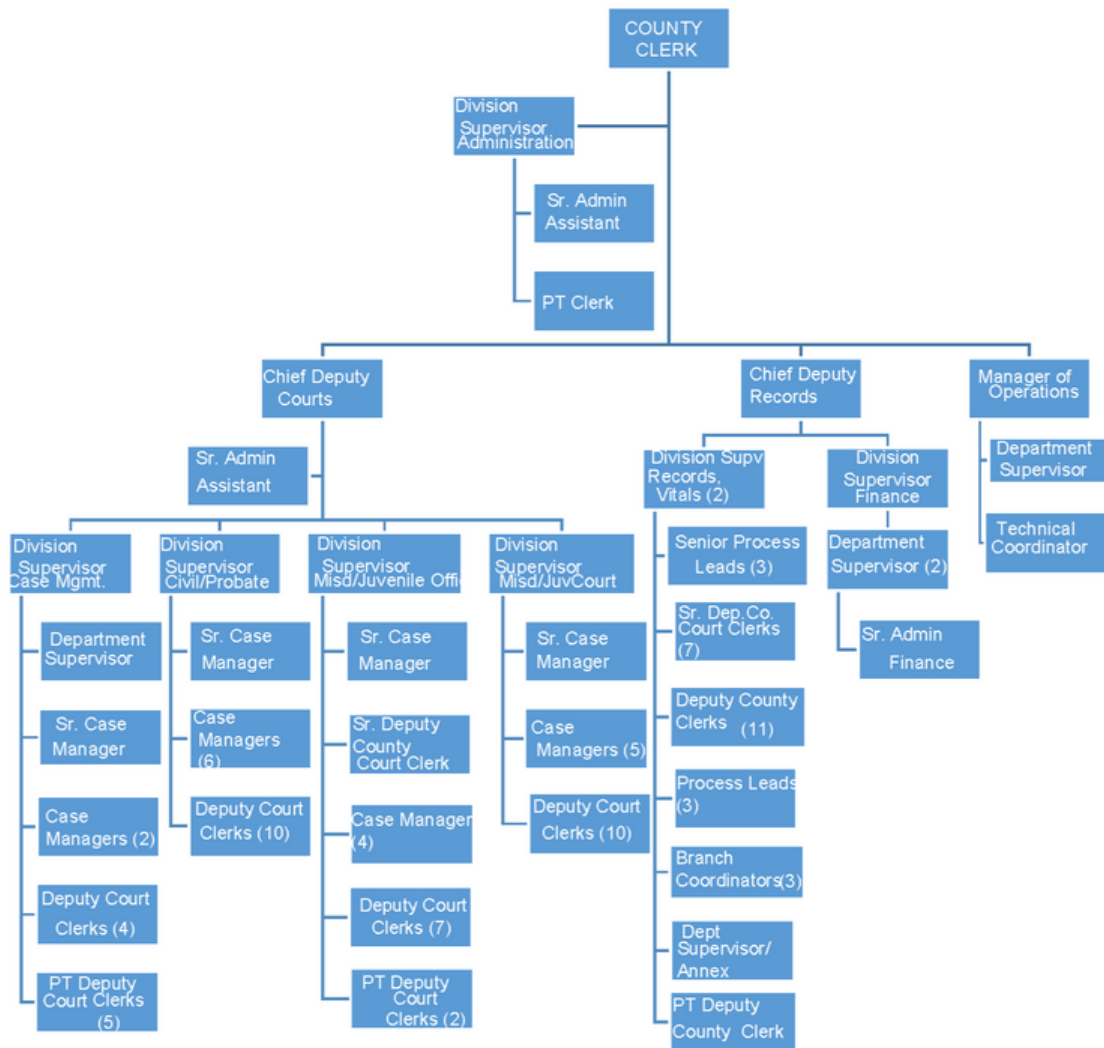 COUNTY
CLERK
Division
Supervisor
Administration
Sr. Admin
Assistant
PT Clerk
Chief Deputy
Courts
Chief Deputy
Records
Manager of
Operations
Sr. Admin
Assistant
Division Supv
Records,
Vitals (2)
Division
Supervisor
Finance
Department
Supervisor
Technical
Coordinator
Division
Supervisor
Case Mgmt.
Department
Supervisor
Sr. Case
Manager
Case
Managers (2)
Deputy Court
Clerks (4)
PT Deputy
Court Clerks
(5)
Division
Supervisor
Civil/Probate
Sr. Case
Manager
Case
Managers
(6)
Deputy Court
Clerks (10)
Division
Supervisor
Misd/Juvenile Offic
Sr. Case
Manager
Sr. Deputy
County
Court Clerk
Case Manager
(4)
Deputy Court
Clerks (7)
PT Deputy
Court
Clerks (2)
Division
Supervisor
Misd/JuvCourt
Sr. Case
Manager
Case
Managers (5)
Deputy Court
Clerks (10)
Senior Process
Leads (3)
Sr. Dep.Co.
Court Clerks
(7)
Deputy County
Clerks (11)
Process Leads
(3)
Branch
Coordinators(3)
Dept
Supervisor/
Annex
PT Deputy
County Clerk
Department
Supervisor (2)
Sr. Admin
Finance